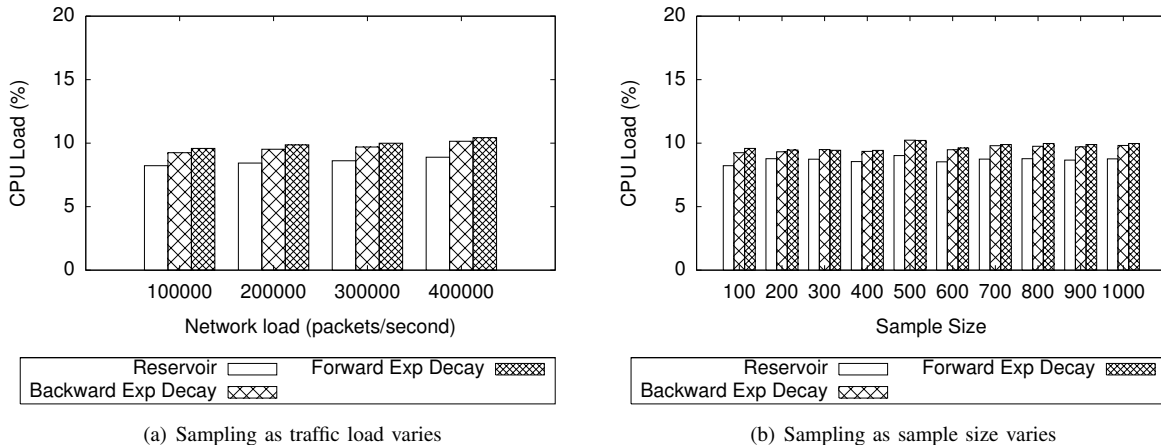 20
15
10
5
0
CPU Load (%)
100000 200000 300000 400000
Network load (packets/second)
Reservoir
Forward Exp Decay
Backward Exp Decay
(a) Sampling as traffic load varies
20
15
10
5
0
CPU Load (%)
100 200 300 400 500 600 700 800 900 1000
Sample Size
Reservoir
Forward Exp Decay
Backward Exp Decay
(b) Sampling as sample size varies